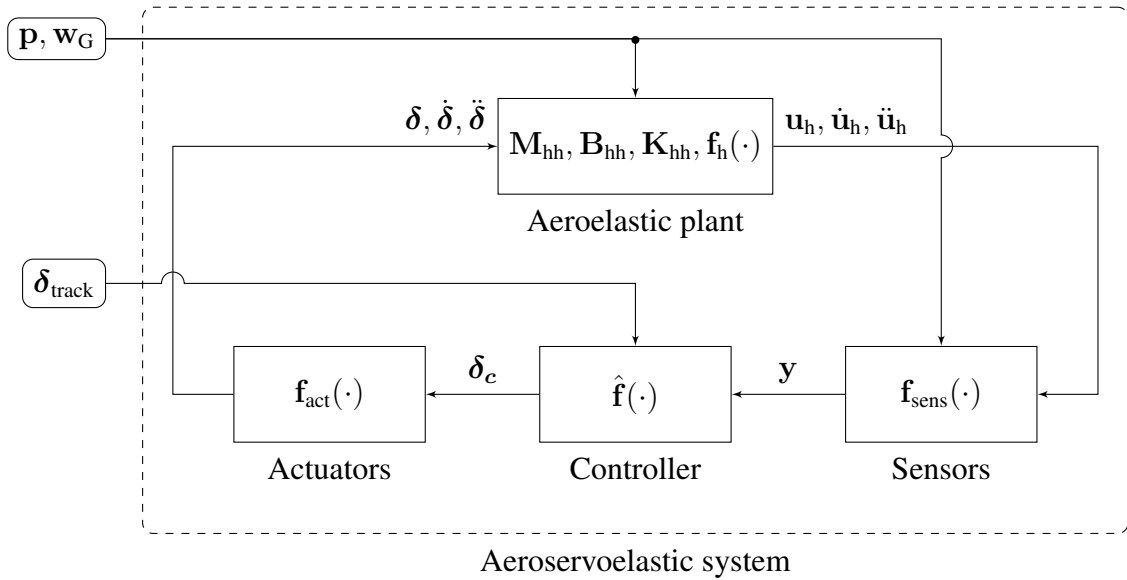 p, w_G
δ, δ̇, δ̈
M_hh, B_hh, K_hh, f_h(·)
u_h, u̇_h, ü_h
Aeroelastic plant
δ_track
f_act(·)
δ_c
f̂(·)
y
f_sens(·)
Actuators
Controller
Sensors
Aeroservoelastic system